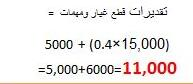 تقديرات قطع غيار ومهمات =
5000 + (0.4×15,000)
=5,000+6000=11,000